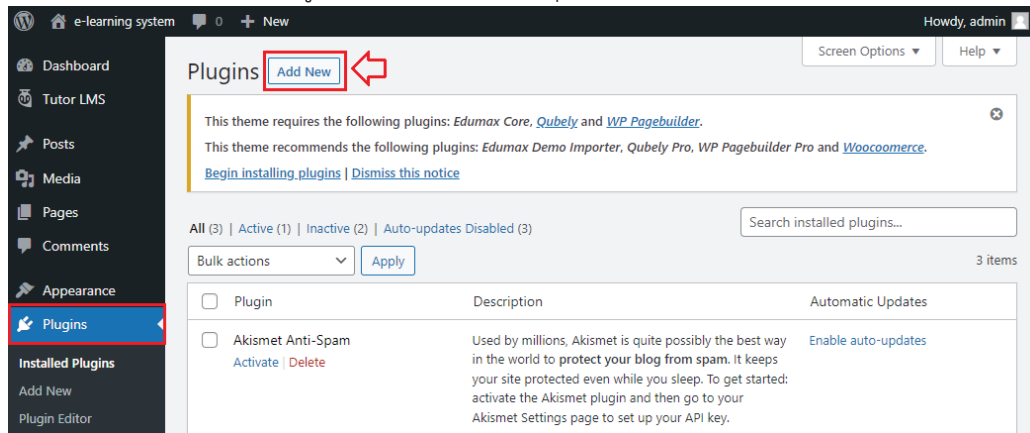 e-learning system 0 New Howdy, admin
Screen Options ▼ Help ▼
Dashboard
Tutor LMS
Posts
Media
Pages
Comments
Appearance
Plugins
Installed Plugins
Add New
Plugin Editor
Plugins Add New
This theme requires the following plugins: Edumax Core, Qubely and WP Pagebuilder.
This theme recommends the following plugins: Edumax Demo Importer, Qubely Pro, WP Pagebuilder Pro and Woocoomerce.
Begin installing plugins | Dismiss this notice
All (3) | Active (1) | Inactive (2) | Auto-updates Disabled (3)
Search installed plugins...
Bulk actions Apply 3 items
Plugin Description Automatic Updates
Akismet Anti-Spam
Activate | Delete
Used by millions, Akismet is quite possibly the best way
in the world to protect your blog from spam. It keeps
your site protected even while you sleep. To get started:
activate the Akismet plugin and then go to your
Akismet Settings page to set up your API key.
Enable auto-updates